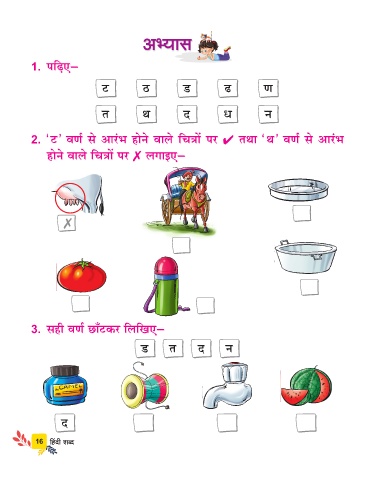 अभ्यास
1. पढ़िए–
ट ठ ड ढ ण
त थ द ध न
2. ‘ट’ वर्ण से आरंभ होने वाले चित्रों पर ✔ तथा ‘थ’ वर्ण से आरंभ
होने वाले चित्रों पर ✗ लगाइए–
✗
3. सही वर्ण छाँटकर लिखिए–
ड त द न
CAMEL
द
16 हिंदी शब्द